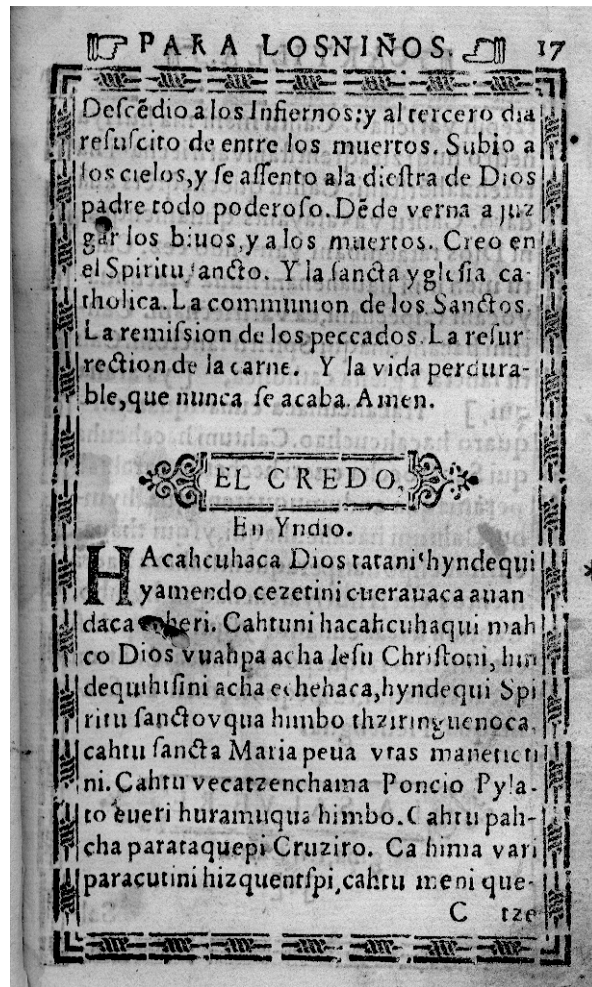 PARA LOSNIÑOS. 17
Descẽdio a los Infiernos: y al tercero dia
resuscito de entre los muertos. Subio a
los cielos, y se assento ala diestra de Dios
padre todo poderoso. Dẽde verna a juz
gar los biuos, y a los muertos. Creo en
el Spiritu sancto. Y la sancta yglesia ca-
tholica. La communion de los Sanctos.
La remission de los peccados. La resur
rection de la carne. Y la vida perdura-
ble, que nunca se acaba. Amen.
EL CREDO.
En Yndio.
HAcahcuhaca Dios tatani hyndequi
yamendo cezetini cuerauaca auan
daca echeri. Cahtuni hacahcuhaqui mah
co Dios vuahpa acha Iesu Christoni, hin
dequihtsini acha echehaca, hyndequi Spi
ritu sanctovqua himbo thziringuenoca,
cahtu sancta Maria peua vras
ni. Cahtu vecatzenchama Poncio Pyla-
to eueri huramuqua himbo. Cahtu pah-
cha parataquepi Cruziro. Ca hima vari
paracutini hizquentspi, cahtu meni que-
C tze